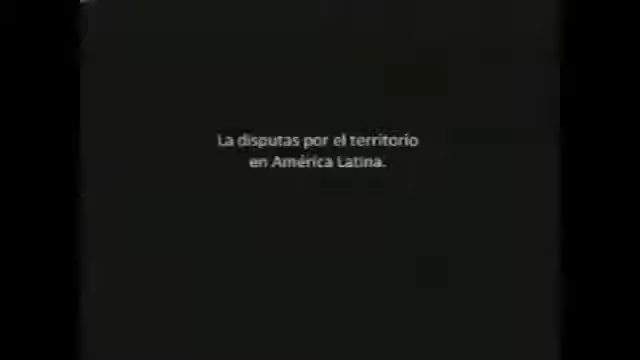 La disputas por el territorio
en América Latina.